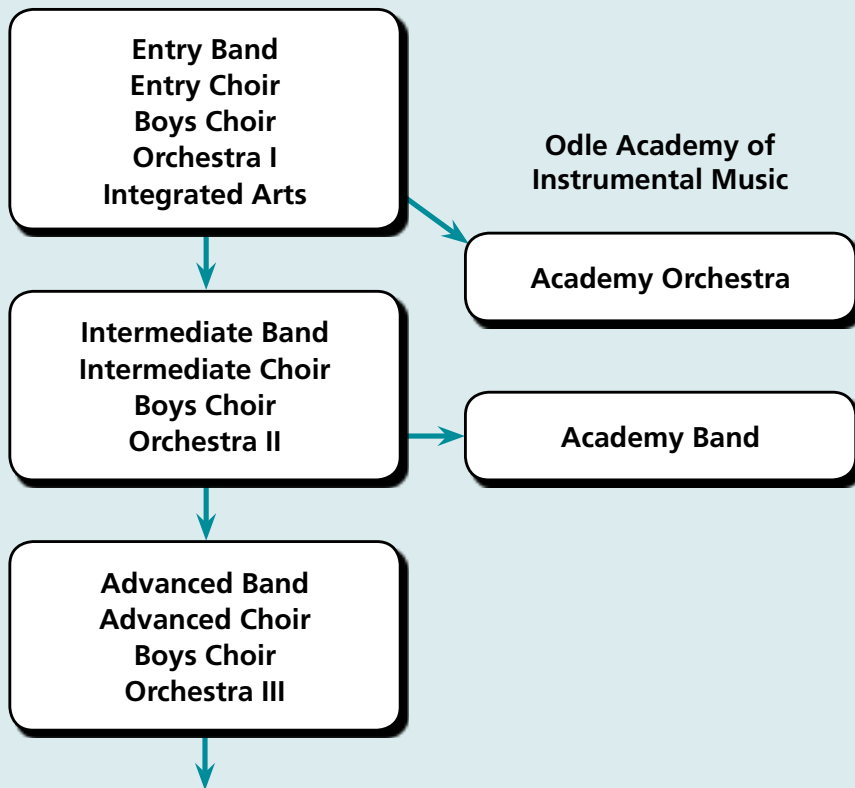 Entry Band
Entry Choir
Boys Choir
Orchestra I
Integrated Arts
Odle Academy of
Instrumental Music
Academy Orchestra
Intermediate Band
Intermediate Choir
Boys Choir
Orchestra II
Academy Band
Advanced Band
Advanced Choir
Boys Choir
Orchestra III